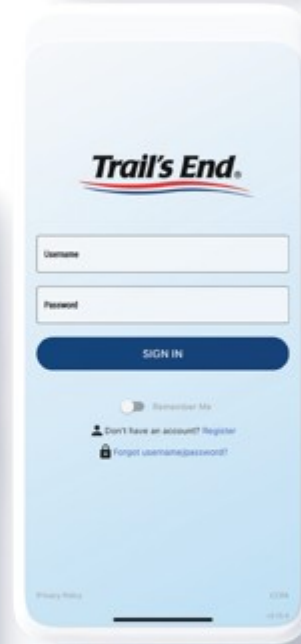 Trail's End®
Username
Password
SIGN IN
Remember Me
Don't have an account? Register
Forgot username/password?
Privacy Policy